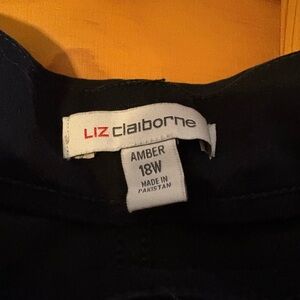 LIZ claiborne
AMBER
18W
MADE IN
PAKISTAN